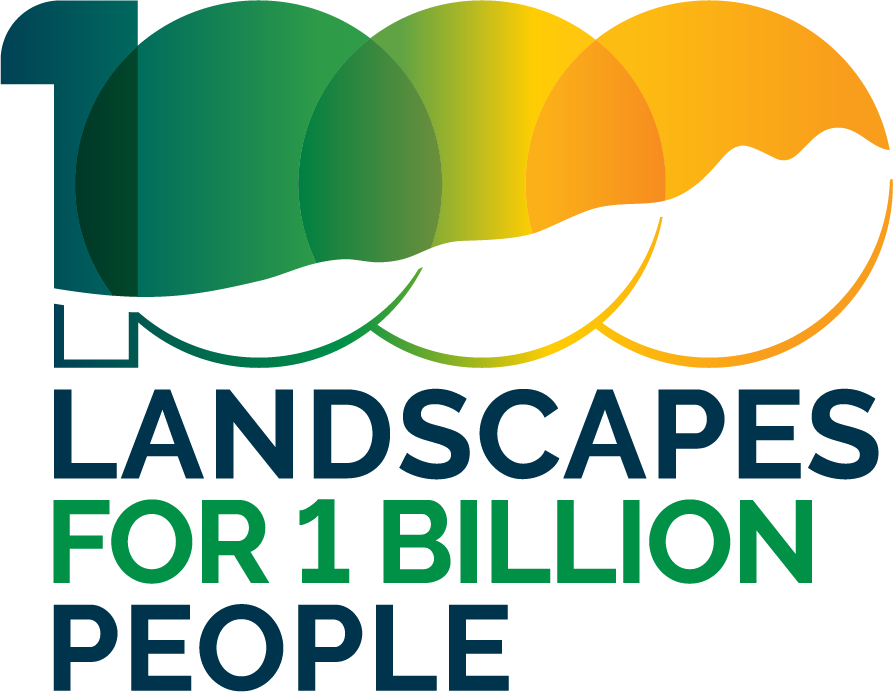 1000
LANDSCAPES
FOR 1 BILLION
PEOPLE